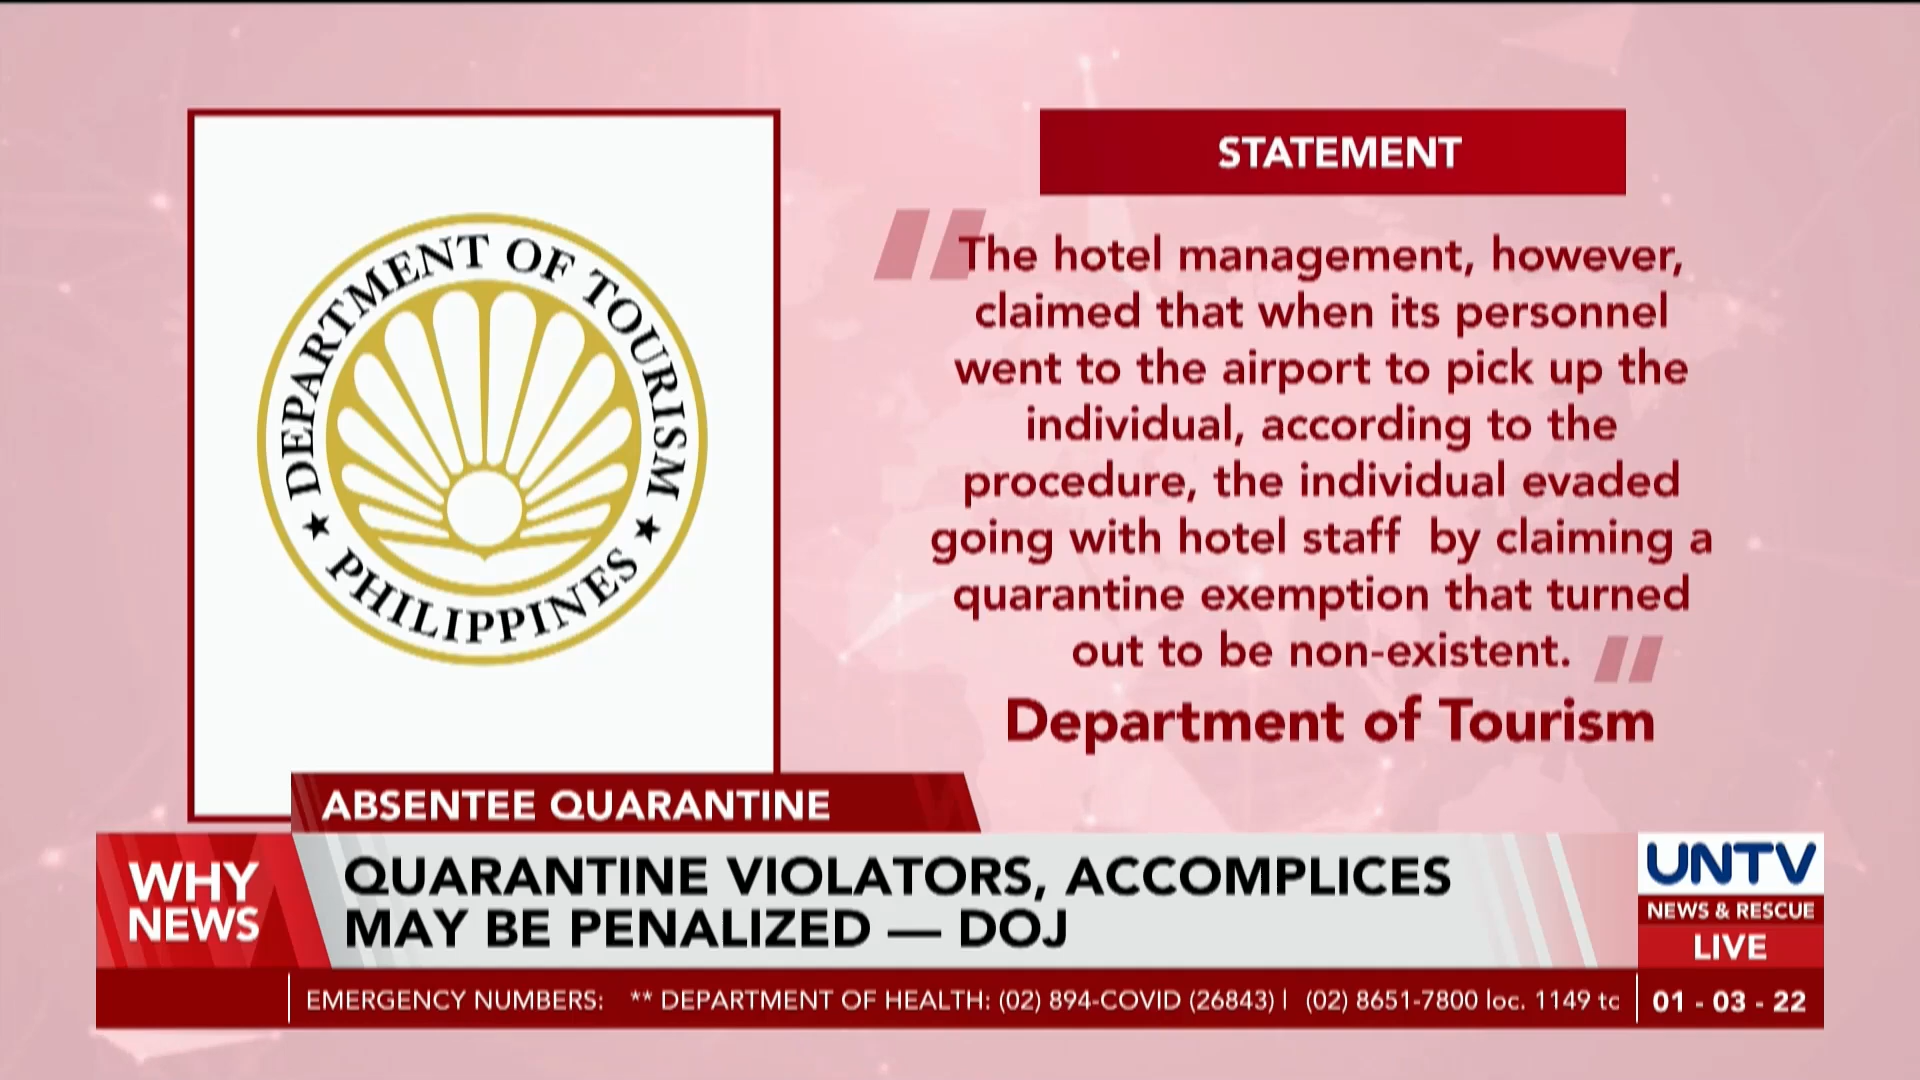 DEPARTMENT OF TOURISM
PHILIPPINES
STATEMENT
"The hotel management, however,
claimed that when its personnel
went to the airport to pick up the
individual, according to the
procedure, the individual evaded
going with hotel staff by claiming a
quarantine exemption that turned
out to be non-existent. "
Department of Tourism
ABSENTEE QUARANTINE
WHY
NEWS
QUARANTINE VIOLATORS, ACCOMPLICES
MAY BE PENALIZED — DOJ
UNTV
NEWS & RESCUE
LIVE
EMERGENCY NUMBERS: ** DEPARTMENT OF HEALTH: (02) 894-COVID (26843) l (02) 8651-7800 loc. 1149
01 - 03 - 22